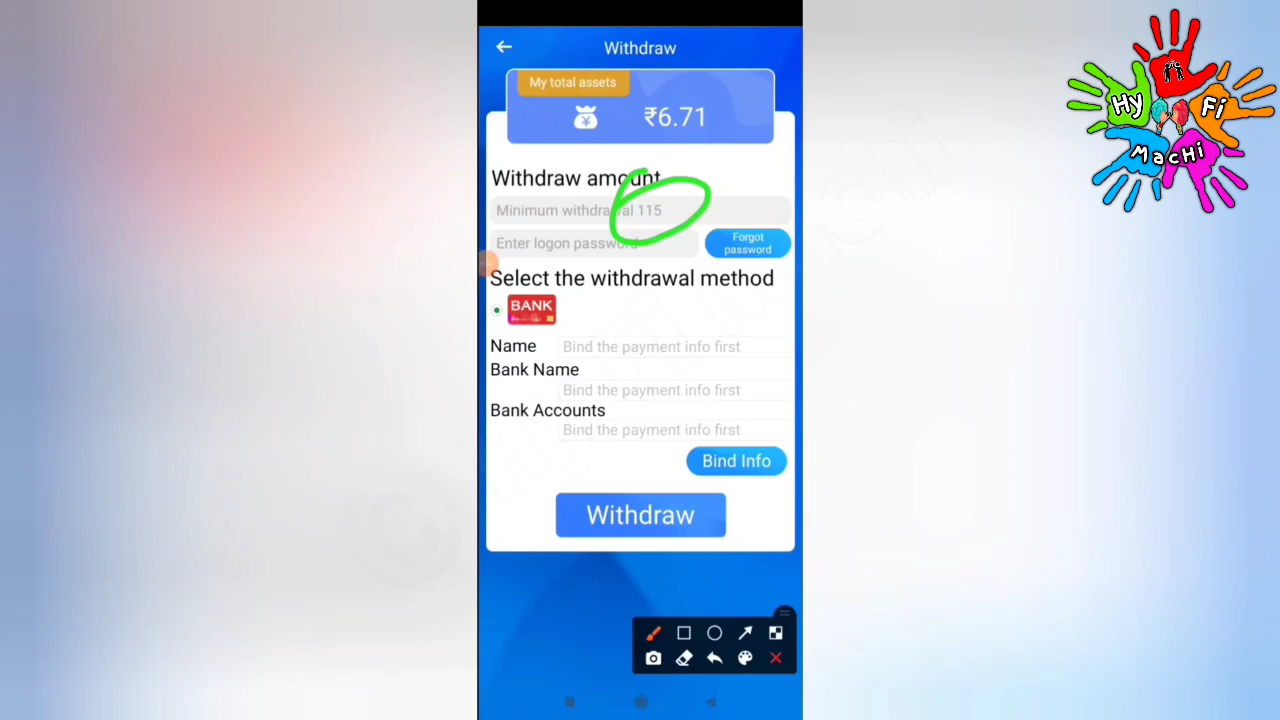 Withdraw
My total assets
₹6.71
Withdraw amount
Minimum withdrawal 115
Enter logon password
Forgot
password
Select the withdrawal method
BANK
Name
Bind the payment info first
Bank Name
Bind the payment info first
Bank Accounts
Bind the payment info first
Bind Info
Withdraw
Hy
Fi
MacHi